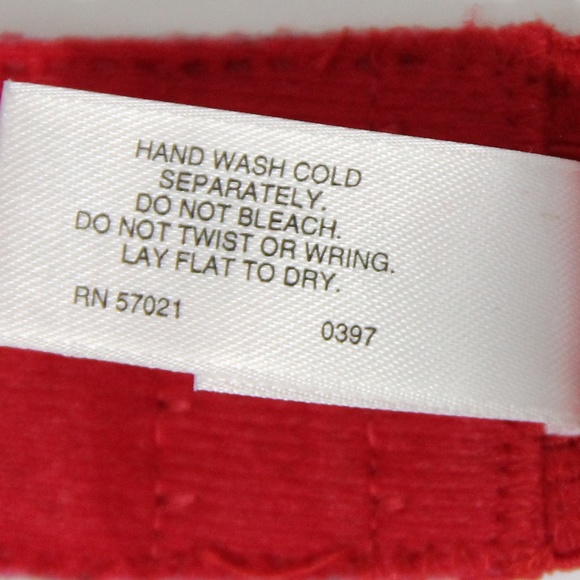 HAND WASH COLD
SEPARATELY.
DO NOT BLEACH.
DO NOT TWIST OR WRING.
LAY FLAT TO DRY.
RN 57021 0397